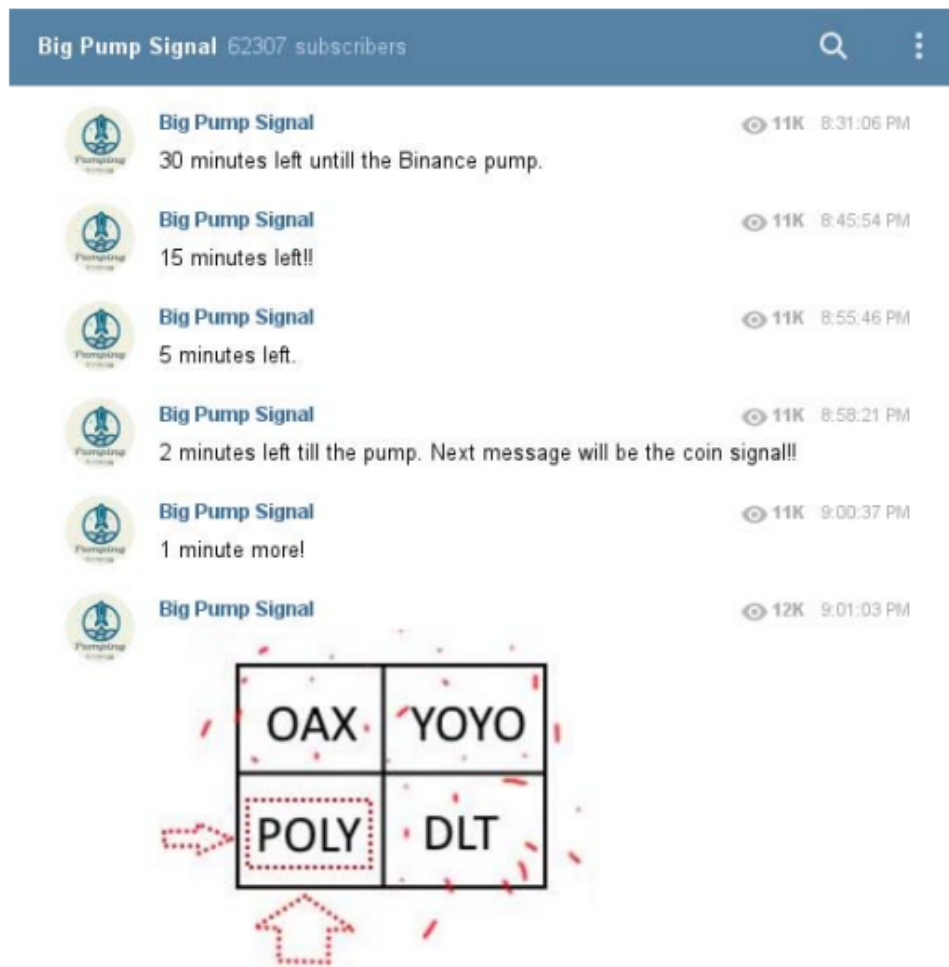 Big Pump Signal 62307 subscribers
Big Pump Signal 11K 8:31:06 PM
30 minutes left untill the Binance pump.
Big Pump Signal 11K 8:45:54 PM
15 minutes left!!
Big Pump Signal 11K 8:55:46 PM
5 minutes left.
Big Pump Signal 11K 8:58:21 PM
2 minutes left till the pump. Next message will be the coin signal!!
Big Pump Signal 11K 9:00:37 PM
1 minute more!
Big Pump Signal 12K 9:01:03 PM
OAX YOYO
POLY DLT